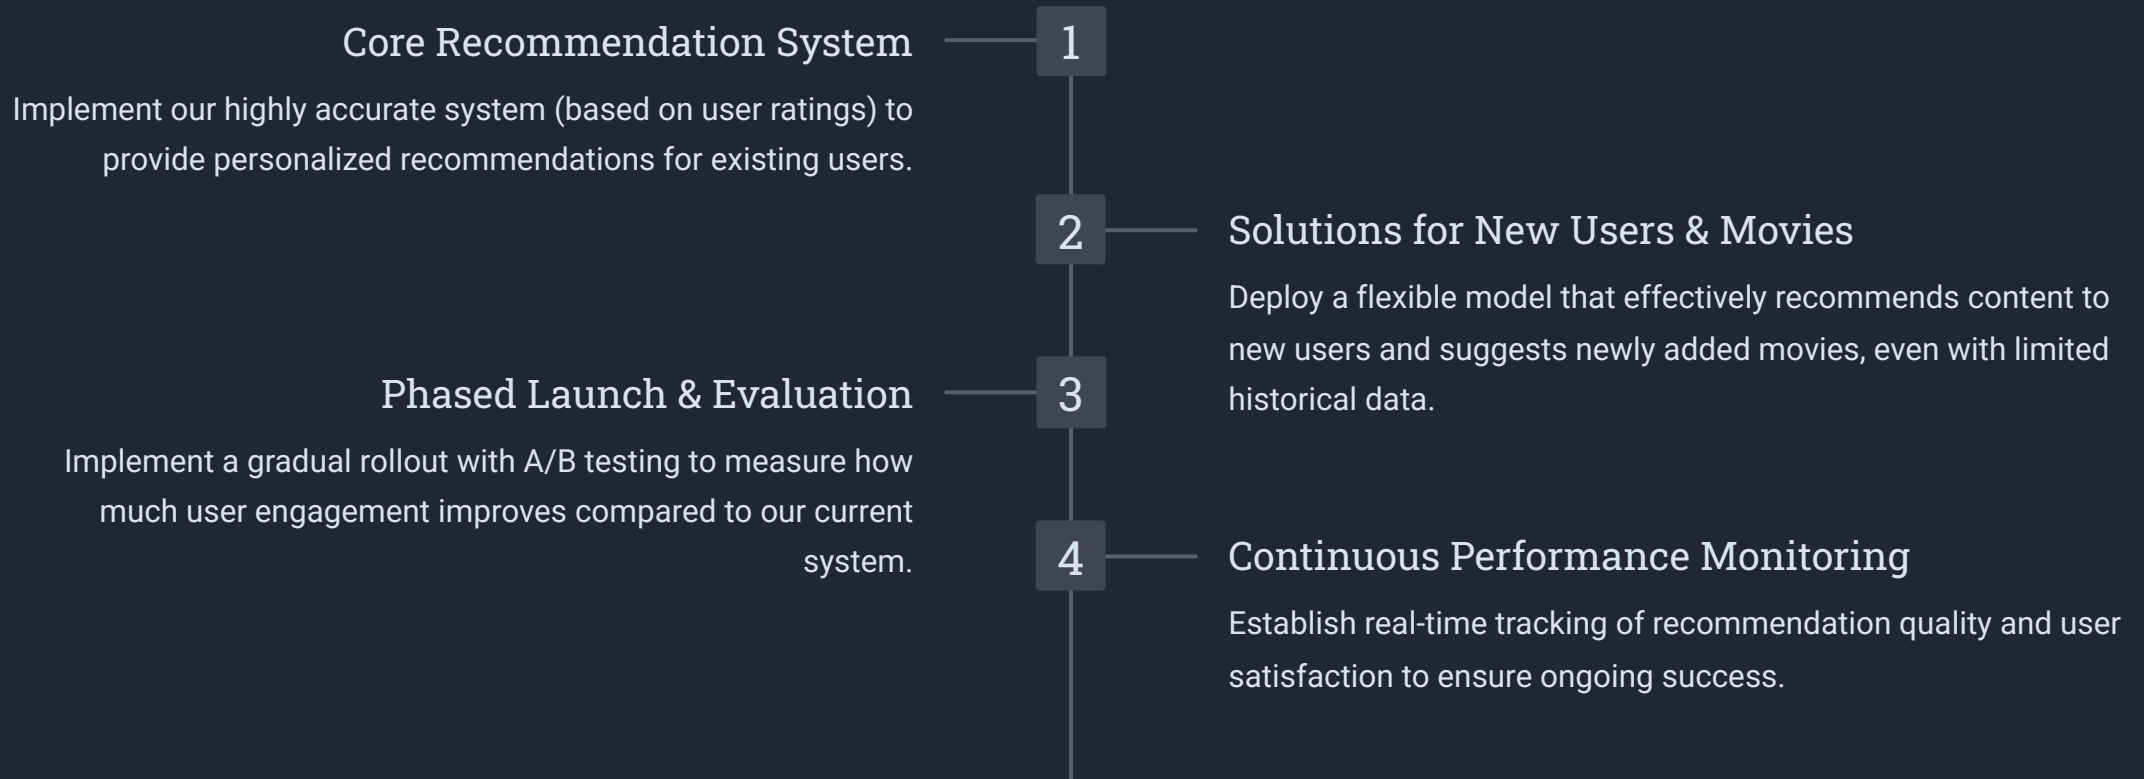 Core Recommendation System
1
Implement our highly accurate system (based on user ratings) to
provide personalized recommendations for existing users.
2
Solutions for New Users & Movies
Deploy a flexible model that effectively recommends content to
new users and suggests newly added movies, even with limited
historical data.
Phased Launch & Evaluation
3
Implement a gradual rollout with A/B testing to measure how
much user engagement improves compared to our current
system.
4
Continuous Performance Monitoring
Establish real-time tracking of recommendation quality and user
satisfaction to ensure ongoing success.